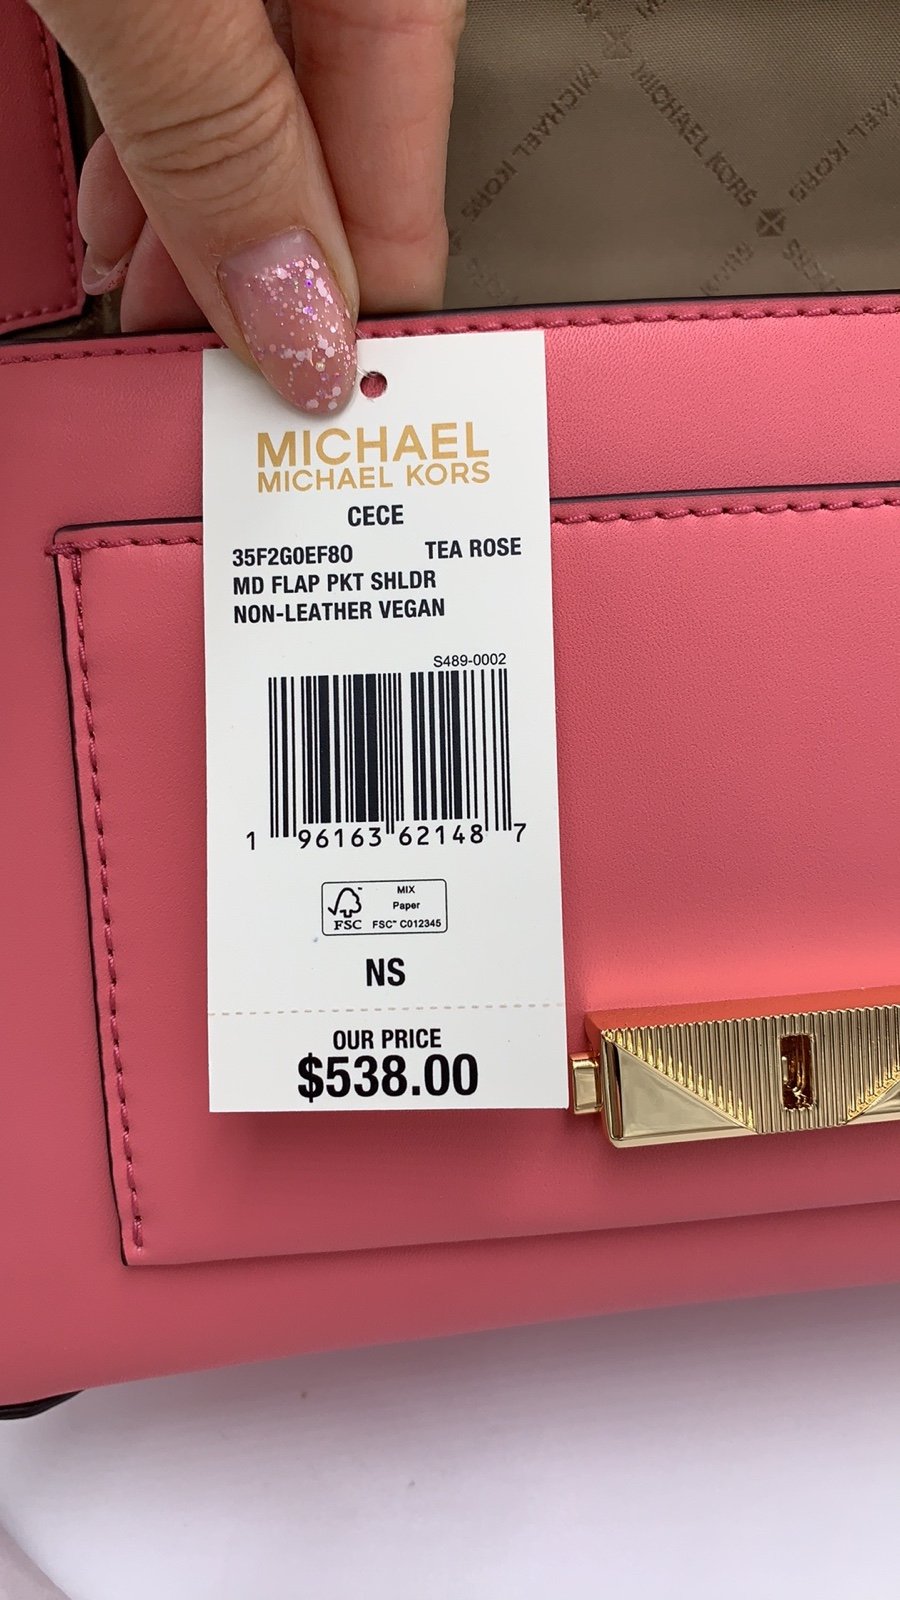 MICHAEL KORS
MICHAEL KORS
MICHAEL
MICHAEL KORS
CECE
35F2G0EF8O TEA ROSE
MD FLAP PKT SHLDR
NON-LEATHER VEGAN
S489-0002
1 96163 62148 7
MIX
Paper
FSC FSC™ C012345
NS
OUR PRICE
$538.00